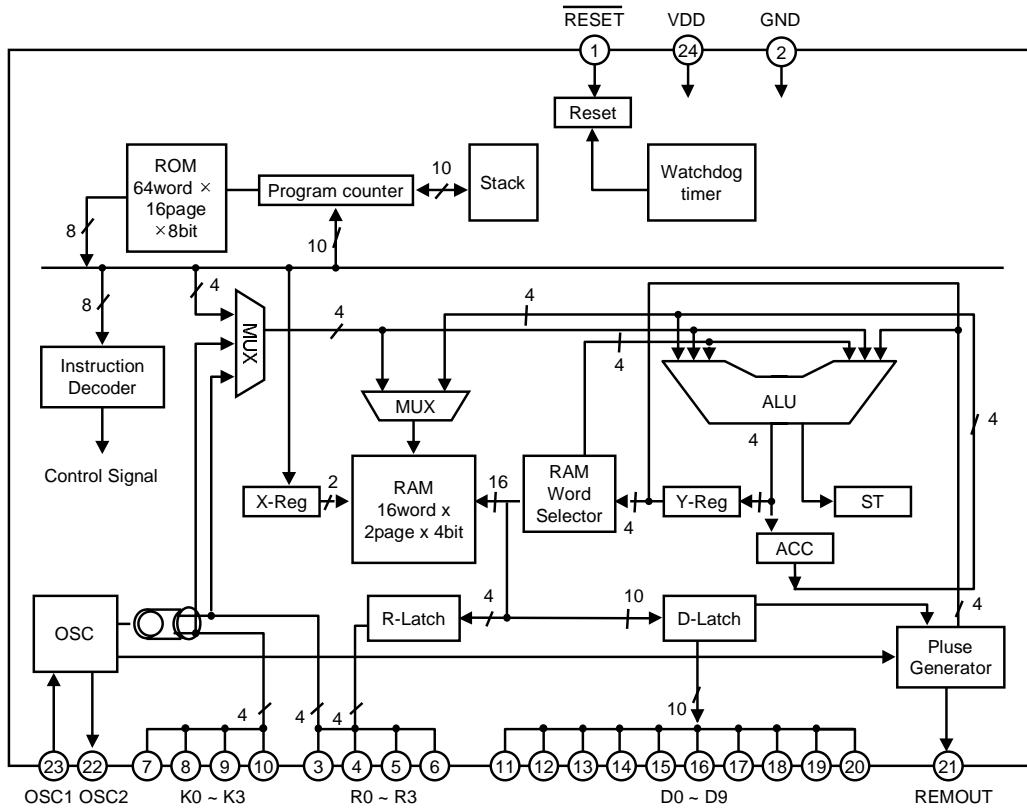 RESET VDD GND
1 24 2
Reset
ROM
64word ×
16page
×8bit
Program counter
10
Stack
Watchdog
timer
8
10
8
4
MUX
4
4
4
Instruction
Decoder
MUX
ALU
4
4
Control Signal
X-Reg
2
RAM
16word x
2page x 4bit
16
RAM
Word
Selector
4
Y-Reg
ST
ACC
OSC
R-Latch
4
10
D-Latch
4
Pluse
Generator
4
4
4
10
23 22 7 8 9 10 3 4 5 6 11 12 13 14 15 16 17 18 19 20 21
OSC1 OSC2 K0 ~ K3 R0 ~ R3 D0 ~ D9 REMOUT